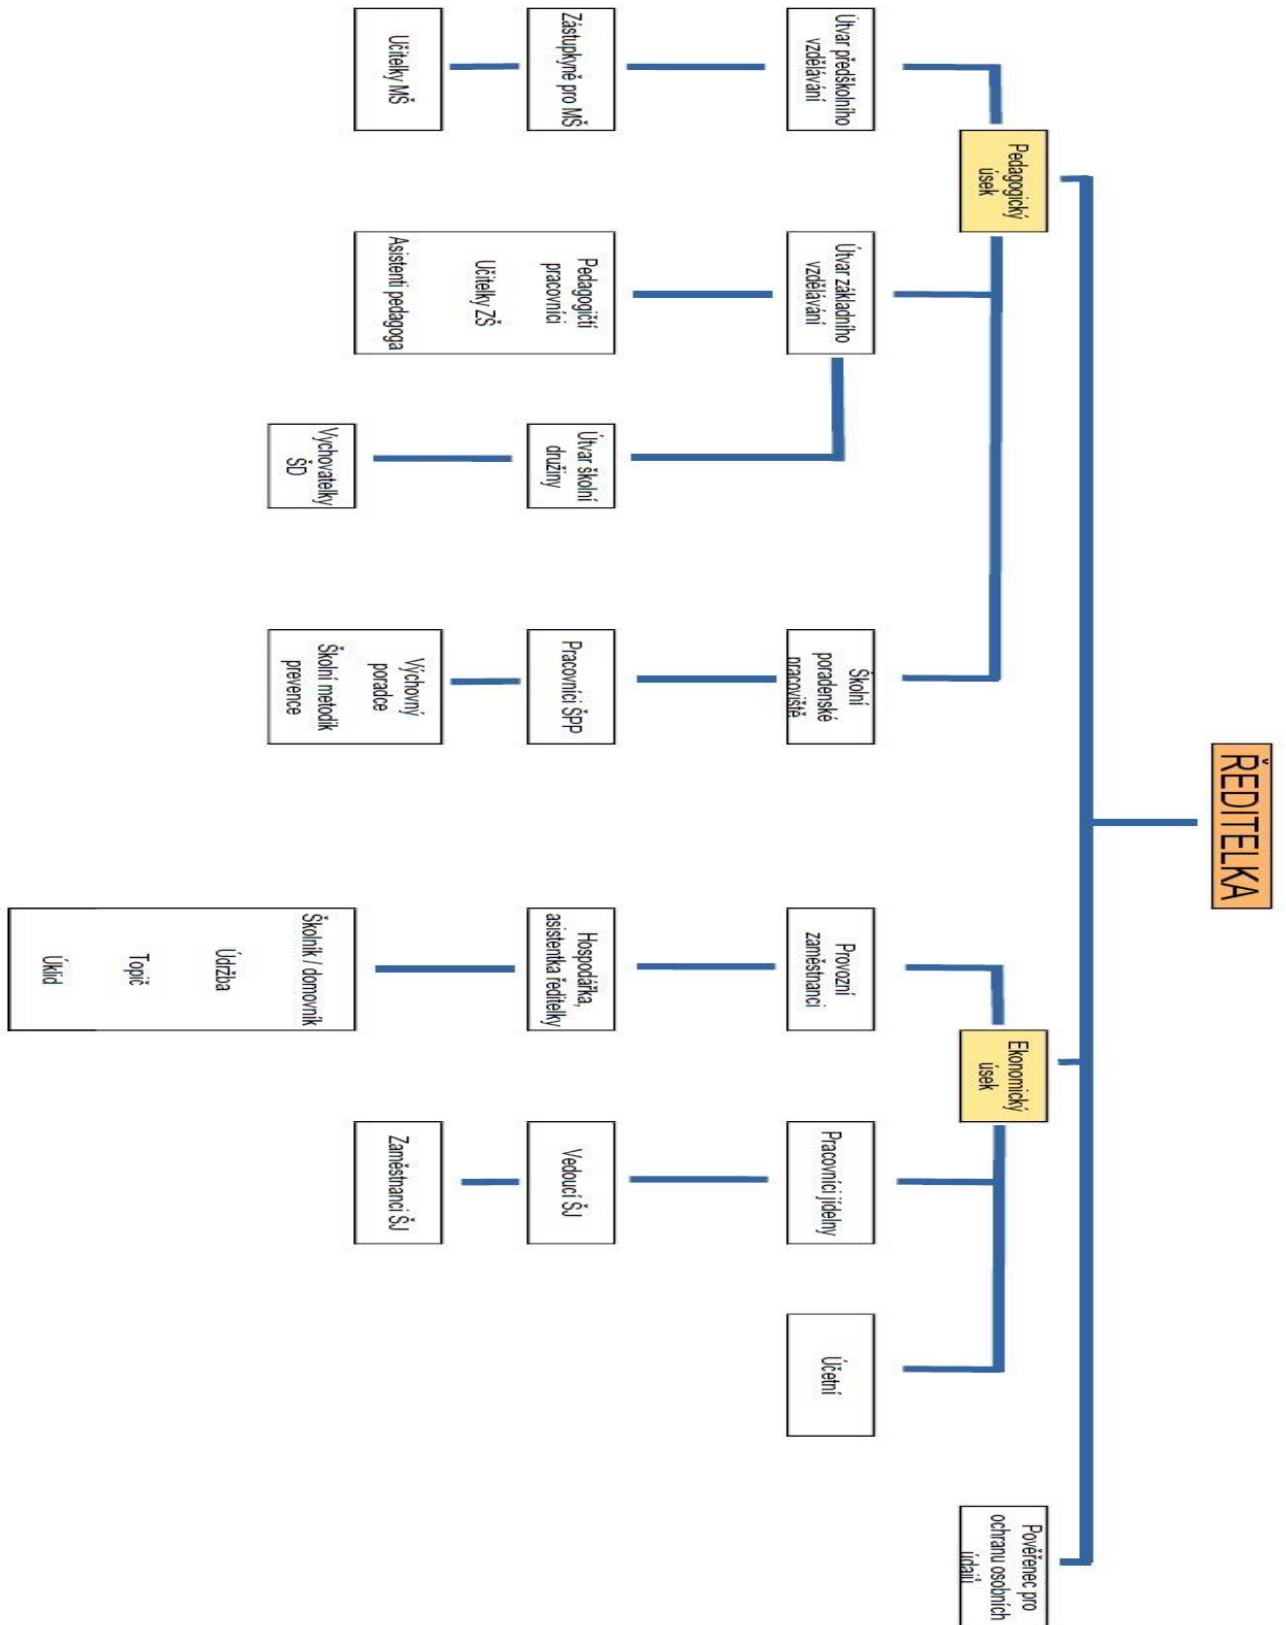 ŘEDITELKA
Pedagogický
úsek
Ekonomický
úsek
Pověřenec pro
ochranu osobních
údajů
Útvar předškolního
vzdělávání
Útvar základního
vzdělávání
Školní
poradenské
pracoviště
Provozní
zaměstnanci
Pracovníci jídelny
Účetní
Zástupkyně pro MŠ
Pedagogičtí
pracovníci
Učitelky ZŠ
Asistenti pedagoga
Útvar školní
družiny
Pracovníci ŠPP
Hospodářka,
asistentka ředitelky
Vedoucí ŠJ
Učitelky MŠ
Vychovatelky
ŠD
Výchovný
poradce
Školní metodik
prevence
Školník / domovník
Údržba
Topič
Úklid
Zaměstnanci ŠJ